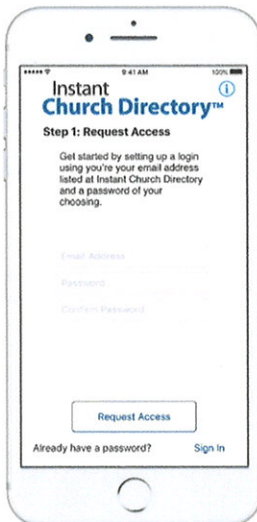 9:41 AM
100%
Instant
Church Directory™
Step 1: Request Access
Get started by setting up a login
using you're your email address
listed at Instant Church Directory
and a password of your
choosing.
Email Address
Password
Confirm Password
Request Access
Already have a password? Sign In